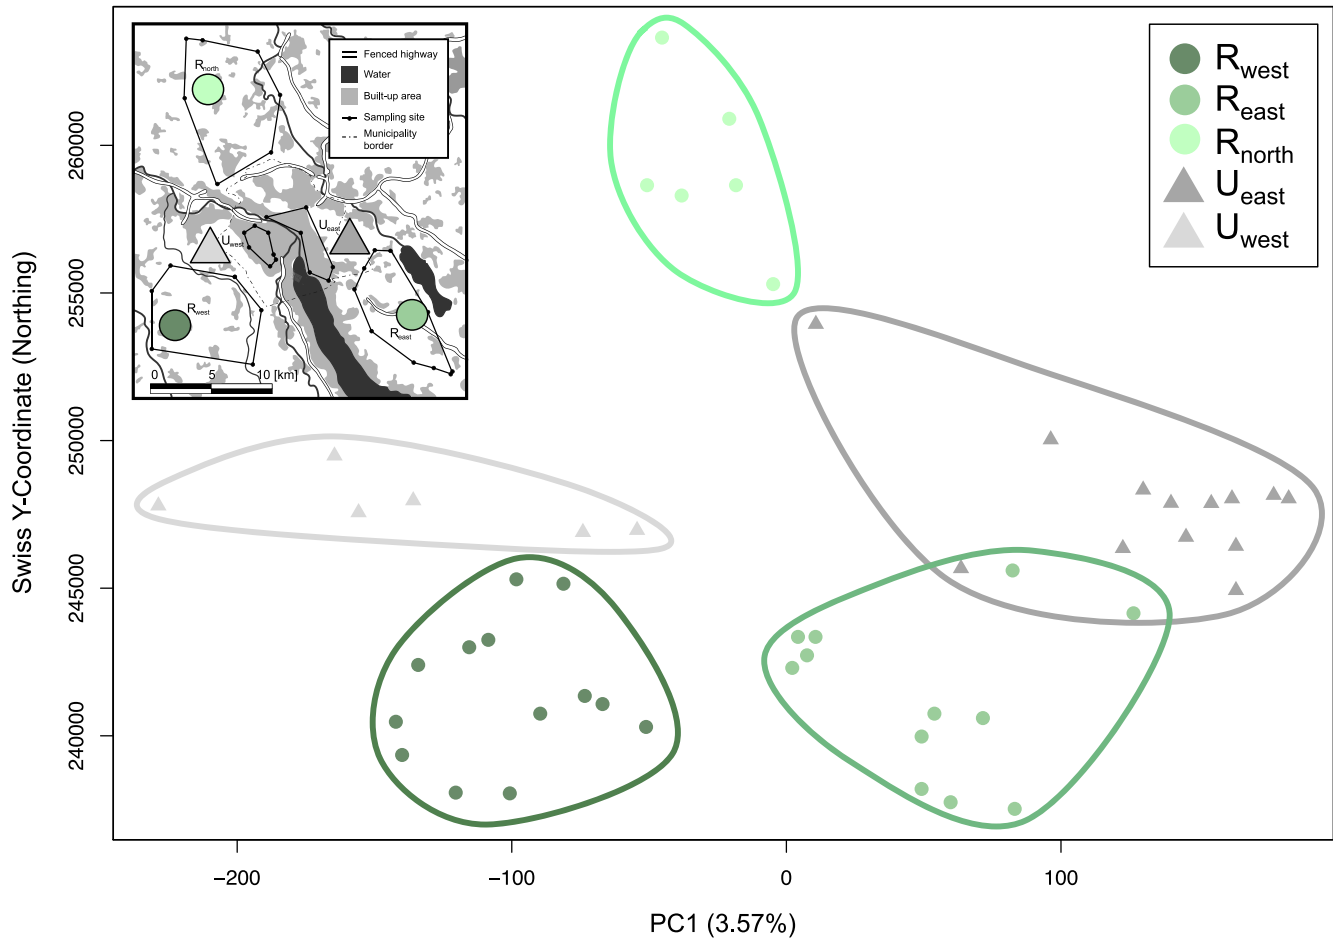 Fenced highway
Water
Built-up area
Sampling site
Municipality
border
Rnorth
Uwest
Ueast
Rwest
Reast
0 5 10 [km]
Rwest
Reast
Rnorth
Ueast
Uwest
Swiss Y-Coordinate (Northing)
260000
255000
250000
245000
240000
−200 −100 0 100
PC1 (3.57%)